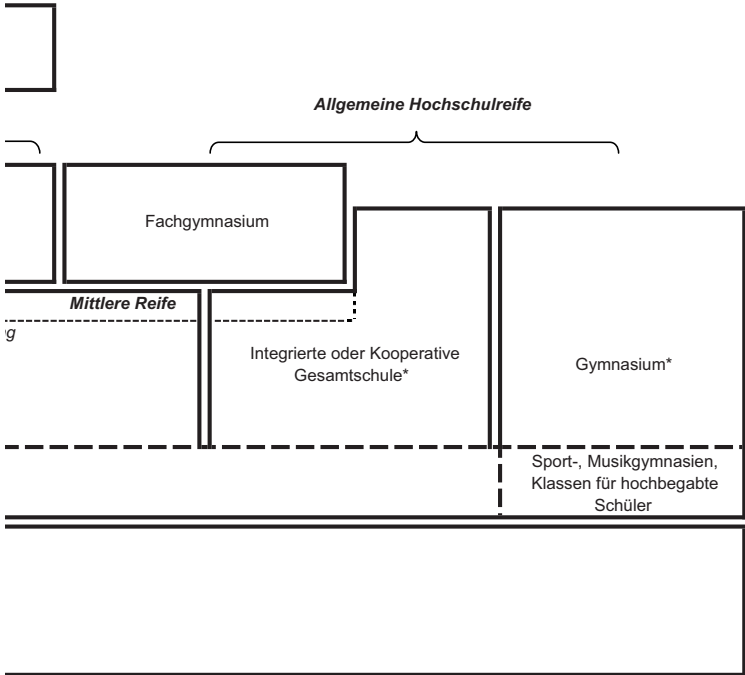 Allgemeine Hochschulreife
Fachgymnasium
Mittlere Reife
Integrierte oder Kooperative
Gesamtschule*
Gymnasium*
Sport-, Musikgymnasien,
Klassen für hochbegabte
Schüler